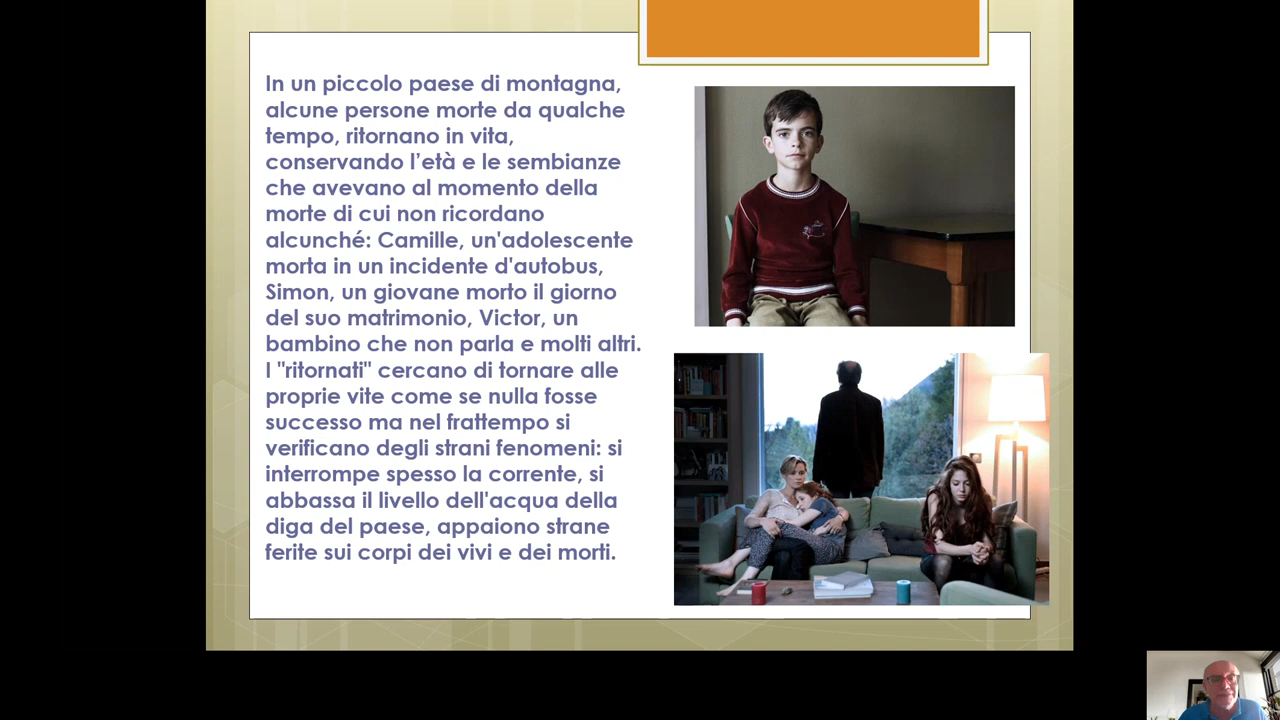 In un piccolo paese di montagna,
alcune persone morte da qualche
tempo, ritornano in vita,
conservando l'età e le sembianze
che avevano al momento della
morte di cui non ricordano
alcunché: Camille, un'adolescente
morta in un incidente d'autobus,
Simon, un giovane morto il giorno
del suo matrimonio, Victor, un
bambino che non parla e molti altri.
I "ritornati" cercano di tornare alle
proprie vite come se nulla fosse
successo ma nel frattempo si
verificano degli strani fenomeni: si
interrompe spesso la corrente, si
abbassa il livello dell'acqua della
diga del paese, appaiono strane
ferite sui corpi dei vivi e dei morti.